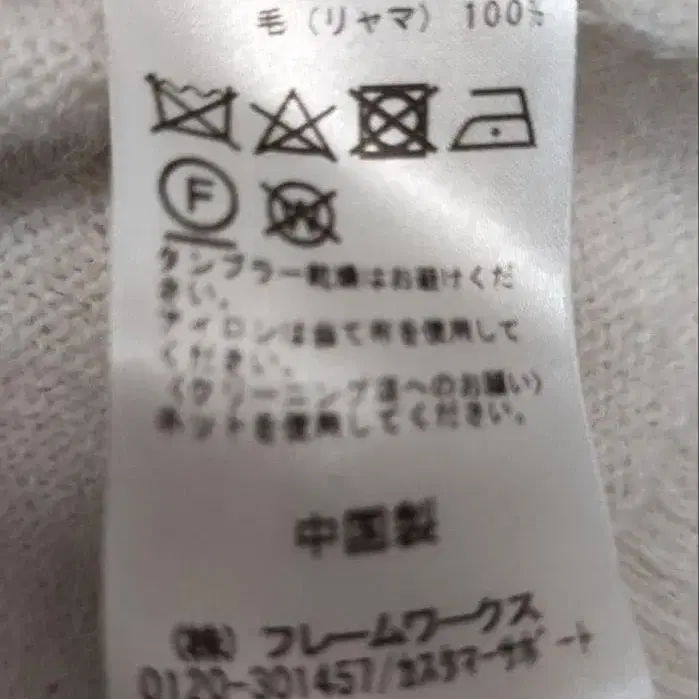 毛（リャマ） 100%
F
W
タンブラー乾燥はお避けくだ
さい。
アイロンは当て布を使用して
ください。
〈クリーニング店へのお願い〉
ネットを使用してください。
中国製
（株）フレームワークス
0120-301457/カスタマーサポート